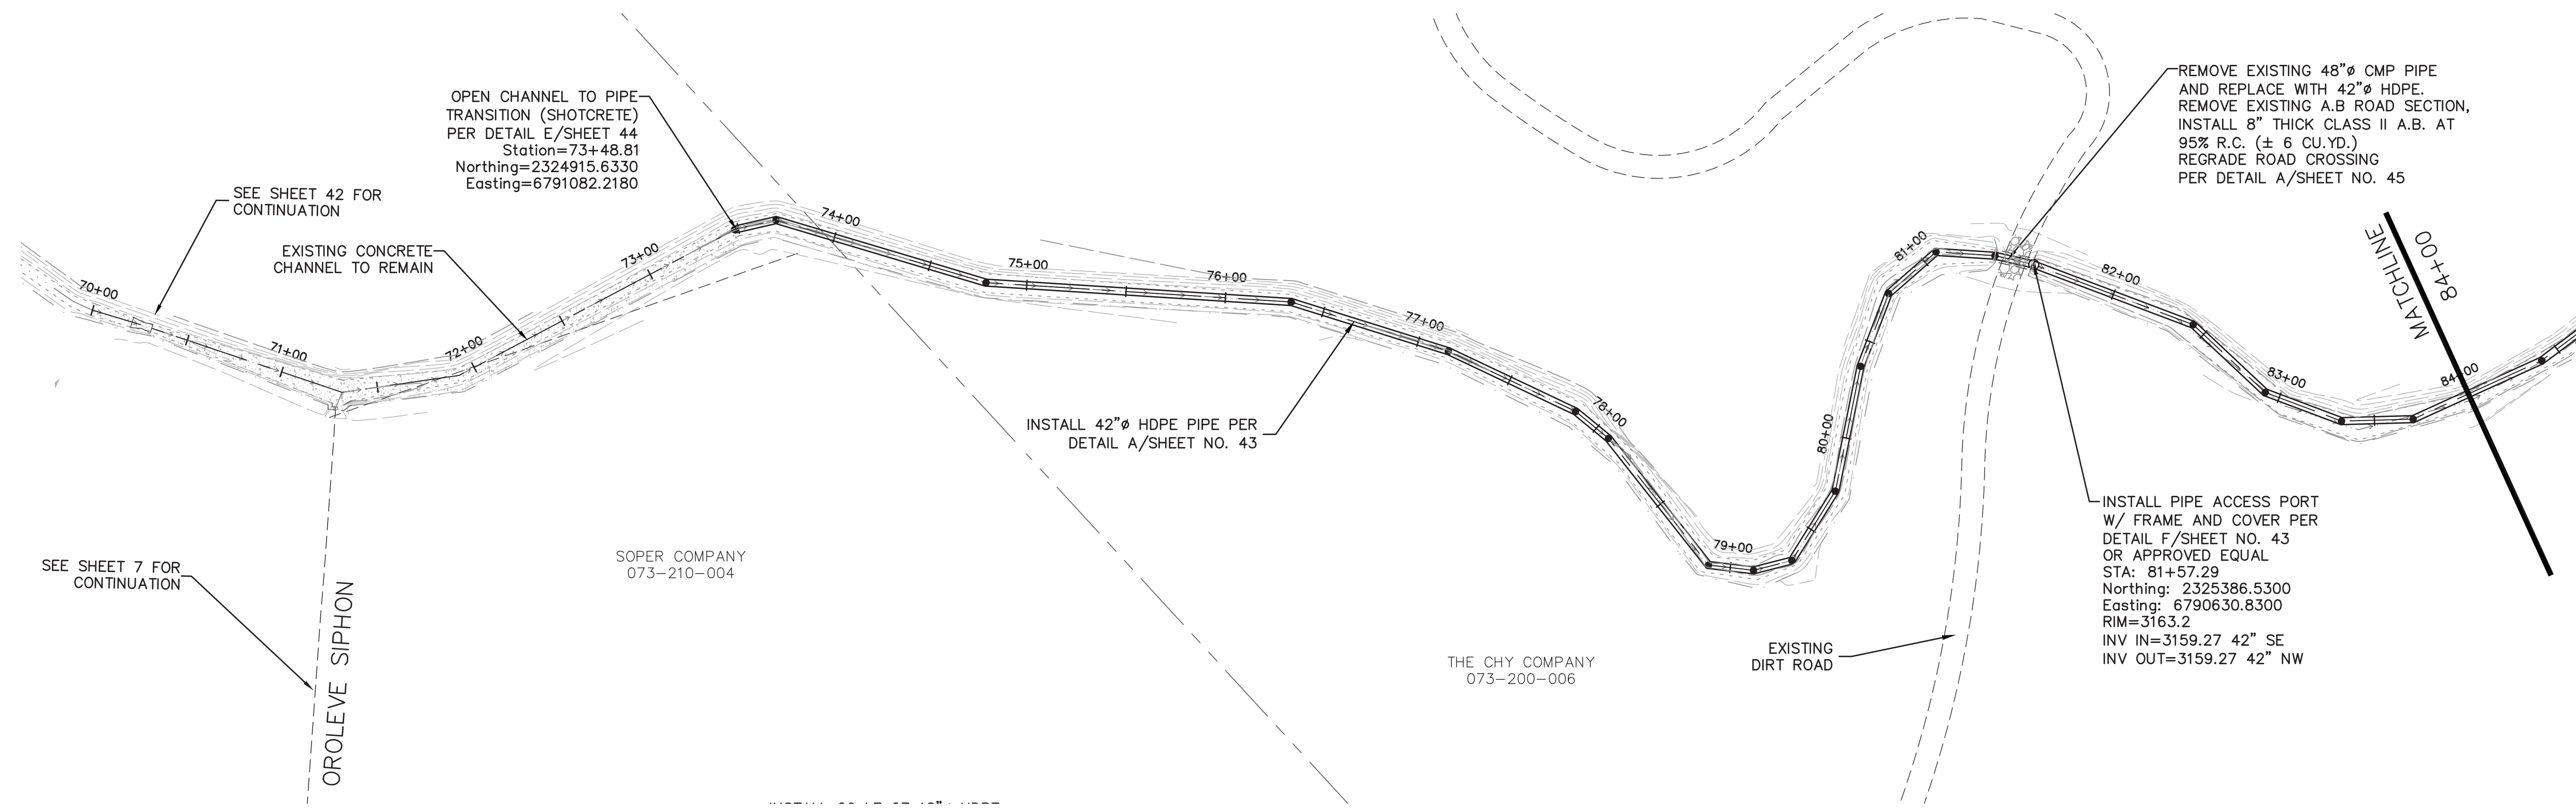 OPEN CHANNEL TO PIPE
TRANSITION (SHOTCRETE)
PER DETAIL E/SHEET 44
Station=73+48.81
Northing=2324915.6330
Easting=6791082.2180
REMOVE EXISTING 48"ø CMP PIPE
AND REPLACE WITH 42"ø HDPE.
REMOVE EXISTING A.B ROAD SECTION,
INSTALL 8" THICK CLASS II A.B. AT
95% R.C. (± 6 CU.YD.)
REGRADE ROAD CROSSING
PER DETAIL A/SHEET NO. 45
SEE SHEET 42 FOR
CONTINUATION
EXISTING CONCRETE
CHANNEL TO REMAIN
70+00
71+00
72+00
73+00
74+00
75+00
76+00
77+00
78+00
79+00
80+00
81+00
82+00
83+00
84+00
MATCHLINE
84+00
INSTALL 42"ø HDPE PIPE PER
DETAIL A/SHEET NO. 43
INSTALL PIPE ACCESS PORT
W/ FRAME AND COVER PER
DETAIL F/SHEET NO. 43
OR APPROVED EQUAL
STA: 81+57.29
Northing: 2325386.5300
Easting: 6790630.8300
RIM=3163.2
INV IN=3159.27 42" SE
INV OUT=3159.27 42" NW
SOPER COMPANY
073-210-004
SEE SHEET 7 FOR
CONTINUATION
OROLEVE SIPHON
THE CHY COMPANY
073-200-006
EXISTING
DIRT ROAD